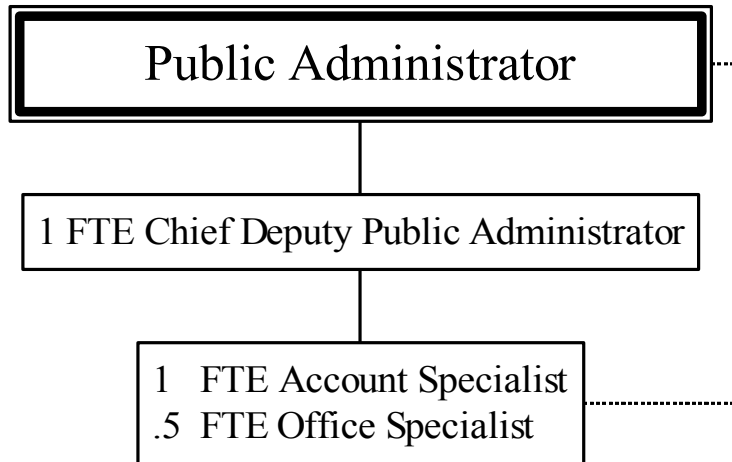 Public Administrator
1 FTE Chief Deputy Public Administrator
1 FTE Account Specialist
.5 FTE Office Specialist